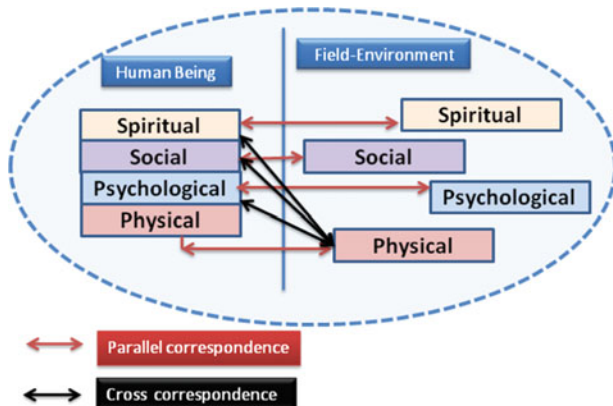 Human Being
Field-Environment
Spiritual
Social
Psychological
Physical
Spiritual
Social
Psychological
Physical
Parallel correspondence
Cross correspondence